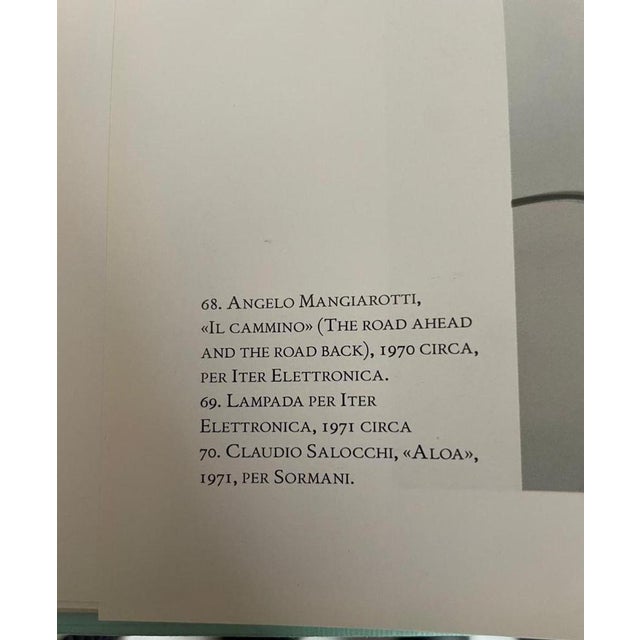 68. Angelo Mangiarotti,
«Il cammino» (The road ahead
and the road back), 1970 circa,
per Iter Elettronica.
69. Lampada per Iter
Elettronica, 1971 circa
70. Claudio Salocchi, «Aloa»,
1971, per Sormani.